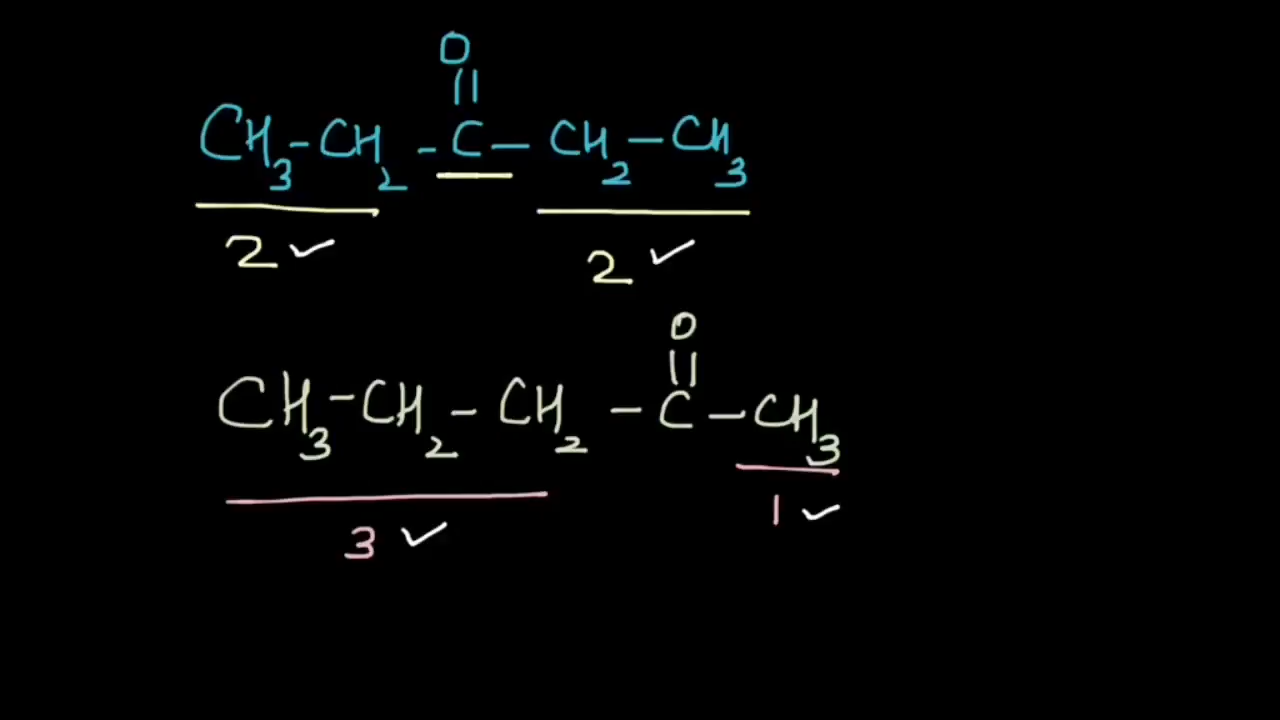 O
||
CH3-CH2-C-CH2-CH3
2✓ 2✓
O
||
CH3-CH2-CH2-C-CH3
3✓ 1✓